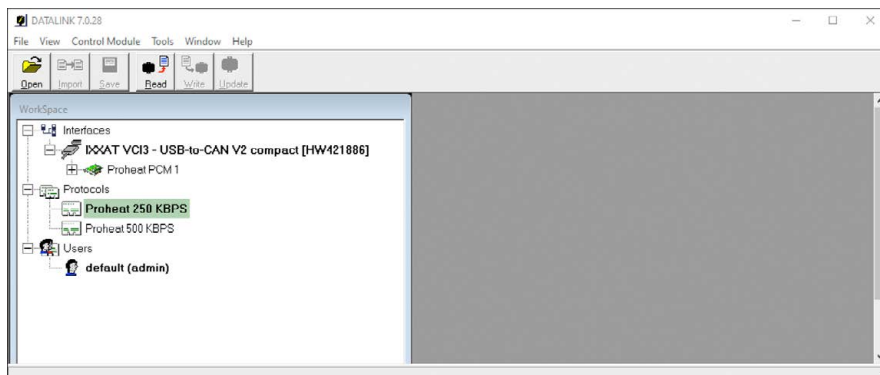 DATALINK 7.0.28
File View Control Module Tools Window Help
Open Import Save Read Write Update
WorkSpace
Interfaces
IXXAT VCI3 - USB-to-CAN V2 compact [HW421886]
Proheat PCM 1
Protocols
Proheat 250 KBPS
Proheat 500 KBPS
Users
default (admin)